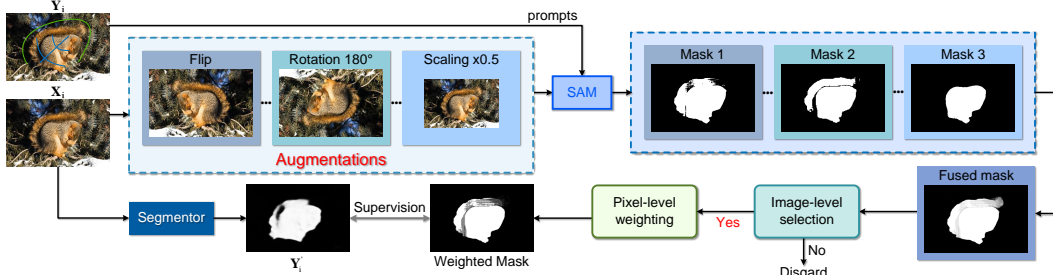 Y_i
prompts
X_i
Flip
Rotation 180°
Scaling x0.5
Augmentations
SAM
Mask 1
Mask 2
Mask 3
Fused mask
Segmentor
Supervision
Pixel-level
weighting
Yes
Image-level
selection
No
Disgard
Y_i'
Weighted Mask